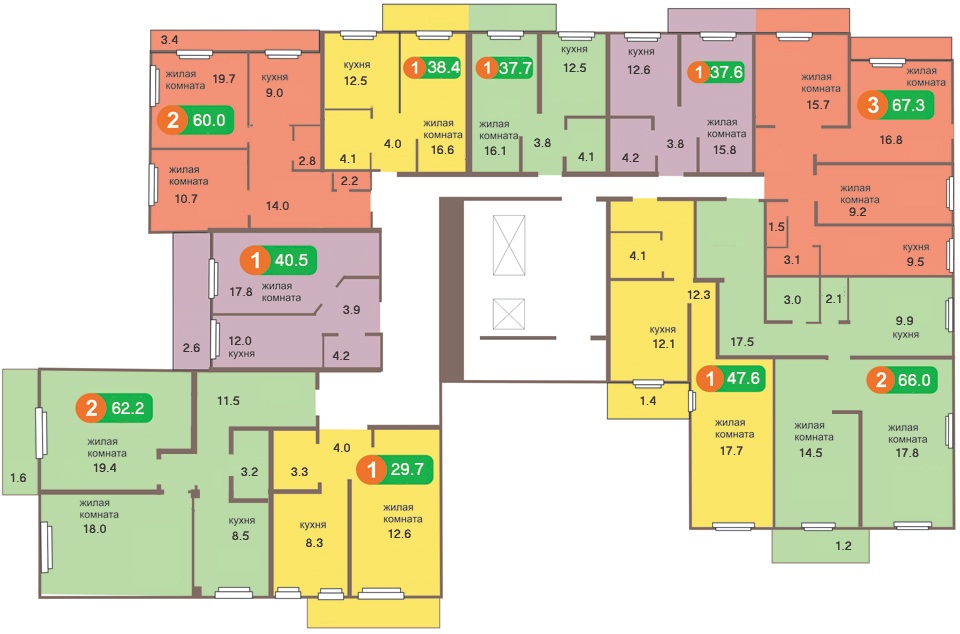 3.4
жилая
комната
19.7
2 60.0
кухня
9.0
2.8
2.2
жилая
комната
10.7
14.0
кухня
12.5
1 38.4
жилая
комната
16.6
4.1
4.0
1 37.7
жилая
комната
16.1
кухня
12.5
3.8
4.1
кухня
12.6
1 37.6
жилая
комната
15.8
4.2
3.8
жилая
комната
15.7
жилая
комната
3 67.3
16.8
жилая
комната
9.2
1.5
3.1
кухня
9.5
1 40.5
17.8 жилая
комната
3.9
12.0
кухня
4.2
2.6
4.1
12.3
кухня
12.1
1.4
1 47.6
жилая
комната
17.7
3.0
2.1
9.9
кухня
17.5
2 66.0
жилая
комната
14.5
жилая
комната
17.8
1.2
2 62.2
жилая
комната
19.4
1.6
жилая
комната
18.0
11.5
3.2
кухня
8.5
4.0
3.3
1 29.7
жилая
комната
12.6
кухня
8.3